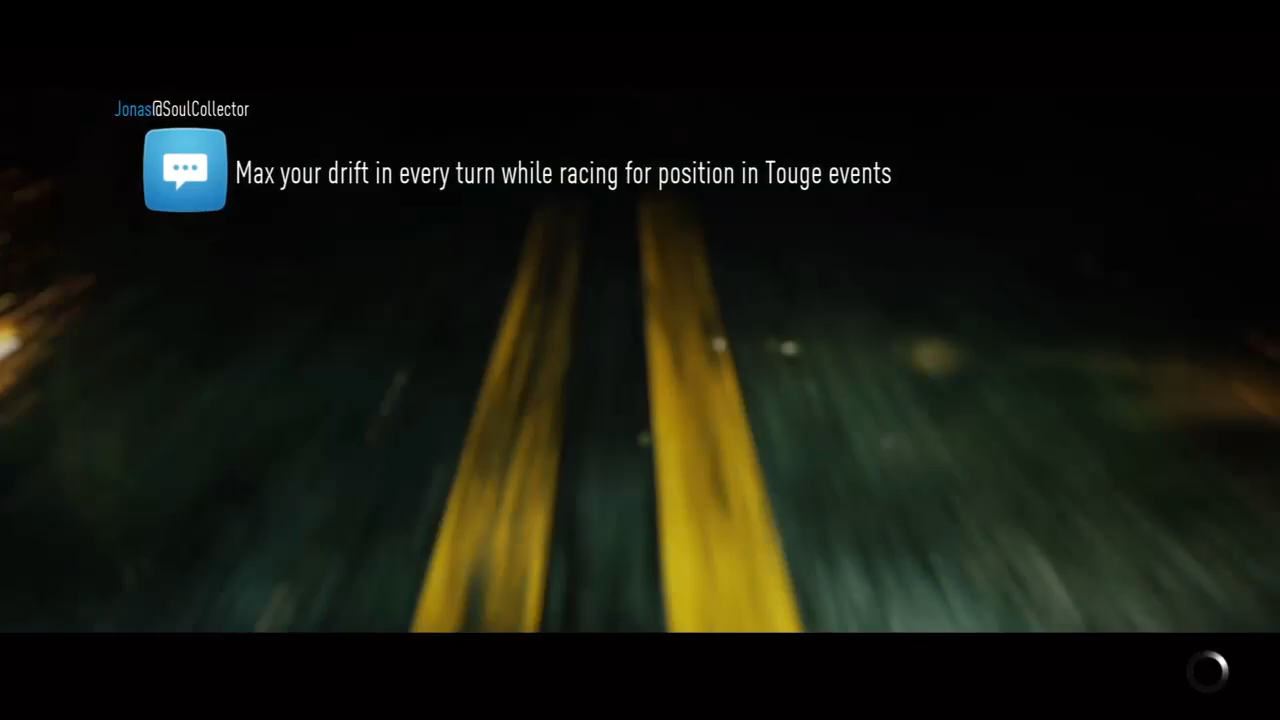 Jonas@SoulCollector
Max your drift in every turn while racing for position in Touge events